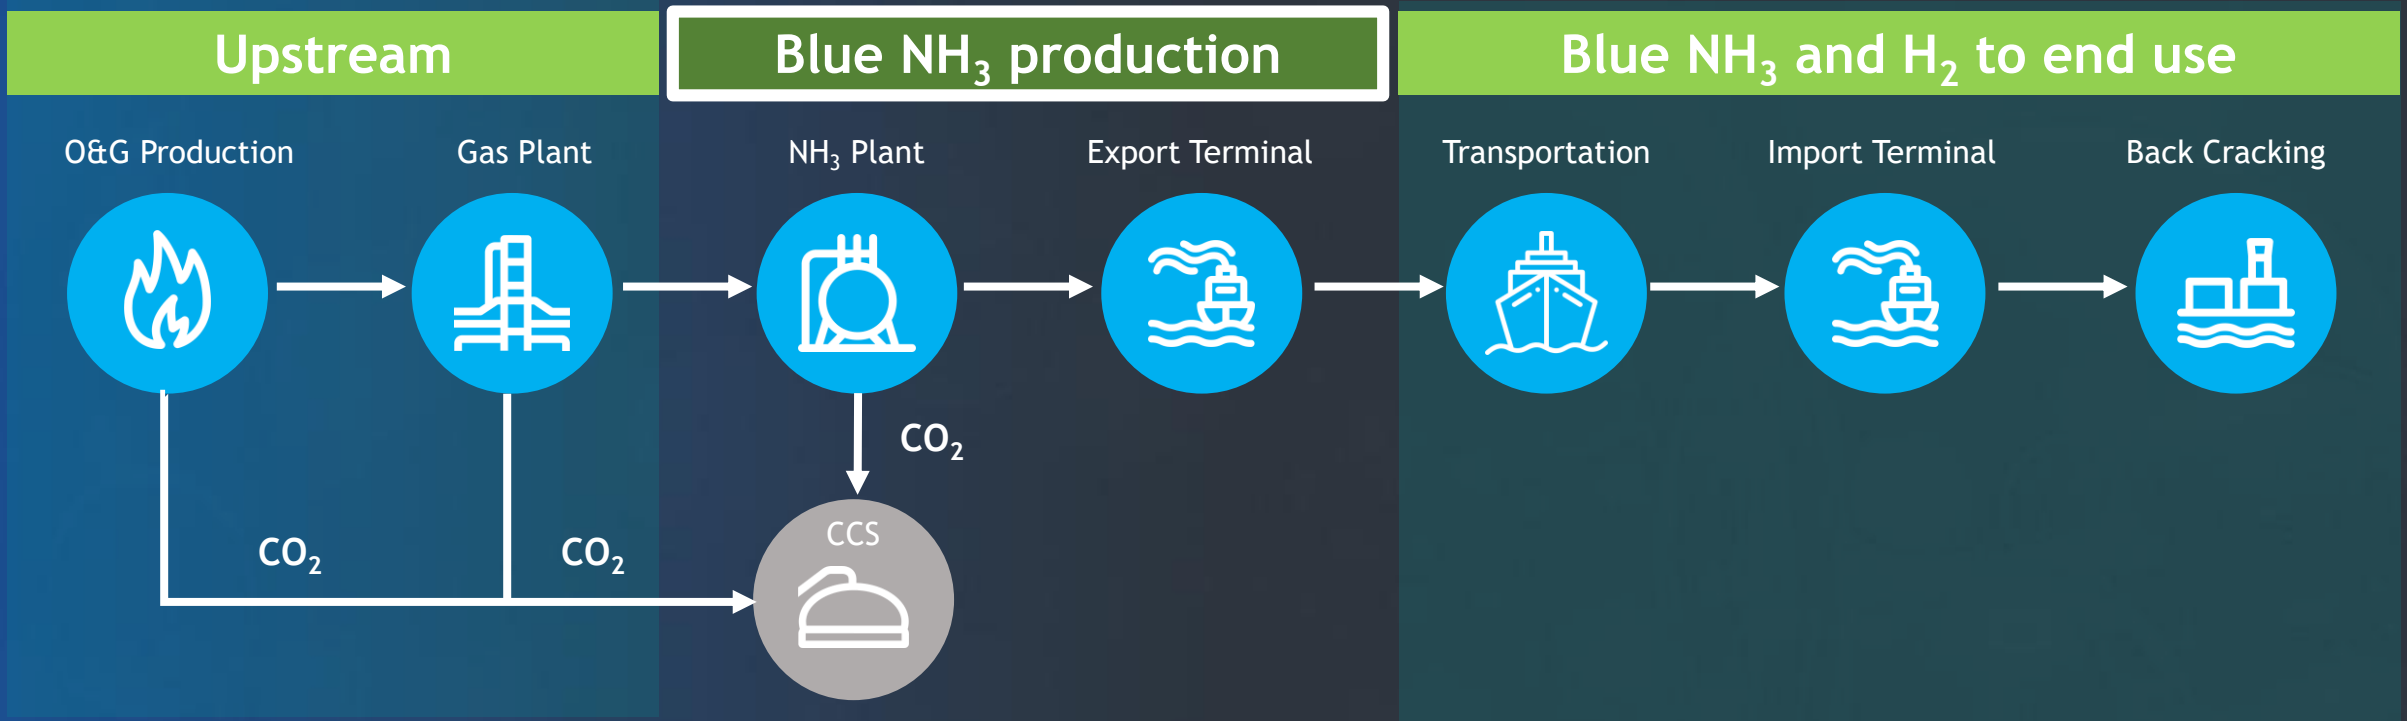 Upstream
Blue NH₃ production
Blue NH₃ and H₂ to end use
O&G Production
Gas Plant
NH₃ Plant
Export Terminal
Transportation
Import Terminal
Back Cracking
CO₂
CCS
CO₂
CO₂